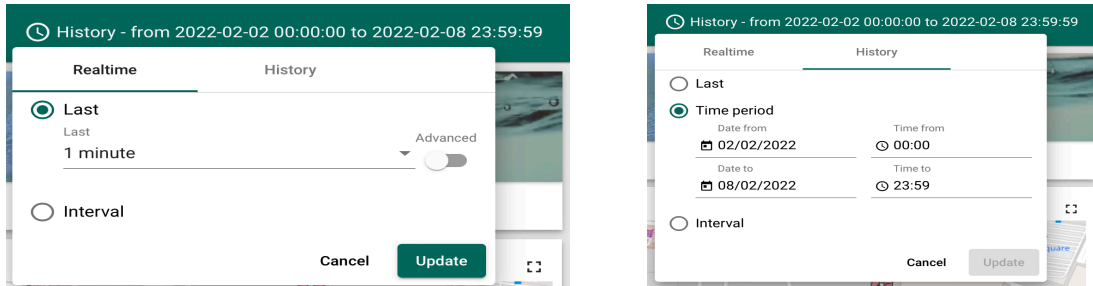 History - from 2022-02-02 00:00:00 to 2022-02-08 23:59:59
Realtime History
Last
Last
Advanced
1 minute
Interval
Cancel Update
History - from 2022-02-02 00:00:00 to 2022-02-08 23:59:59
Realtime History
Last
Time period
Date from Time from
02/02/2022 00:00
Date to Time to
08/02/2022 23:59
Interval
quare
Cancel Update